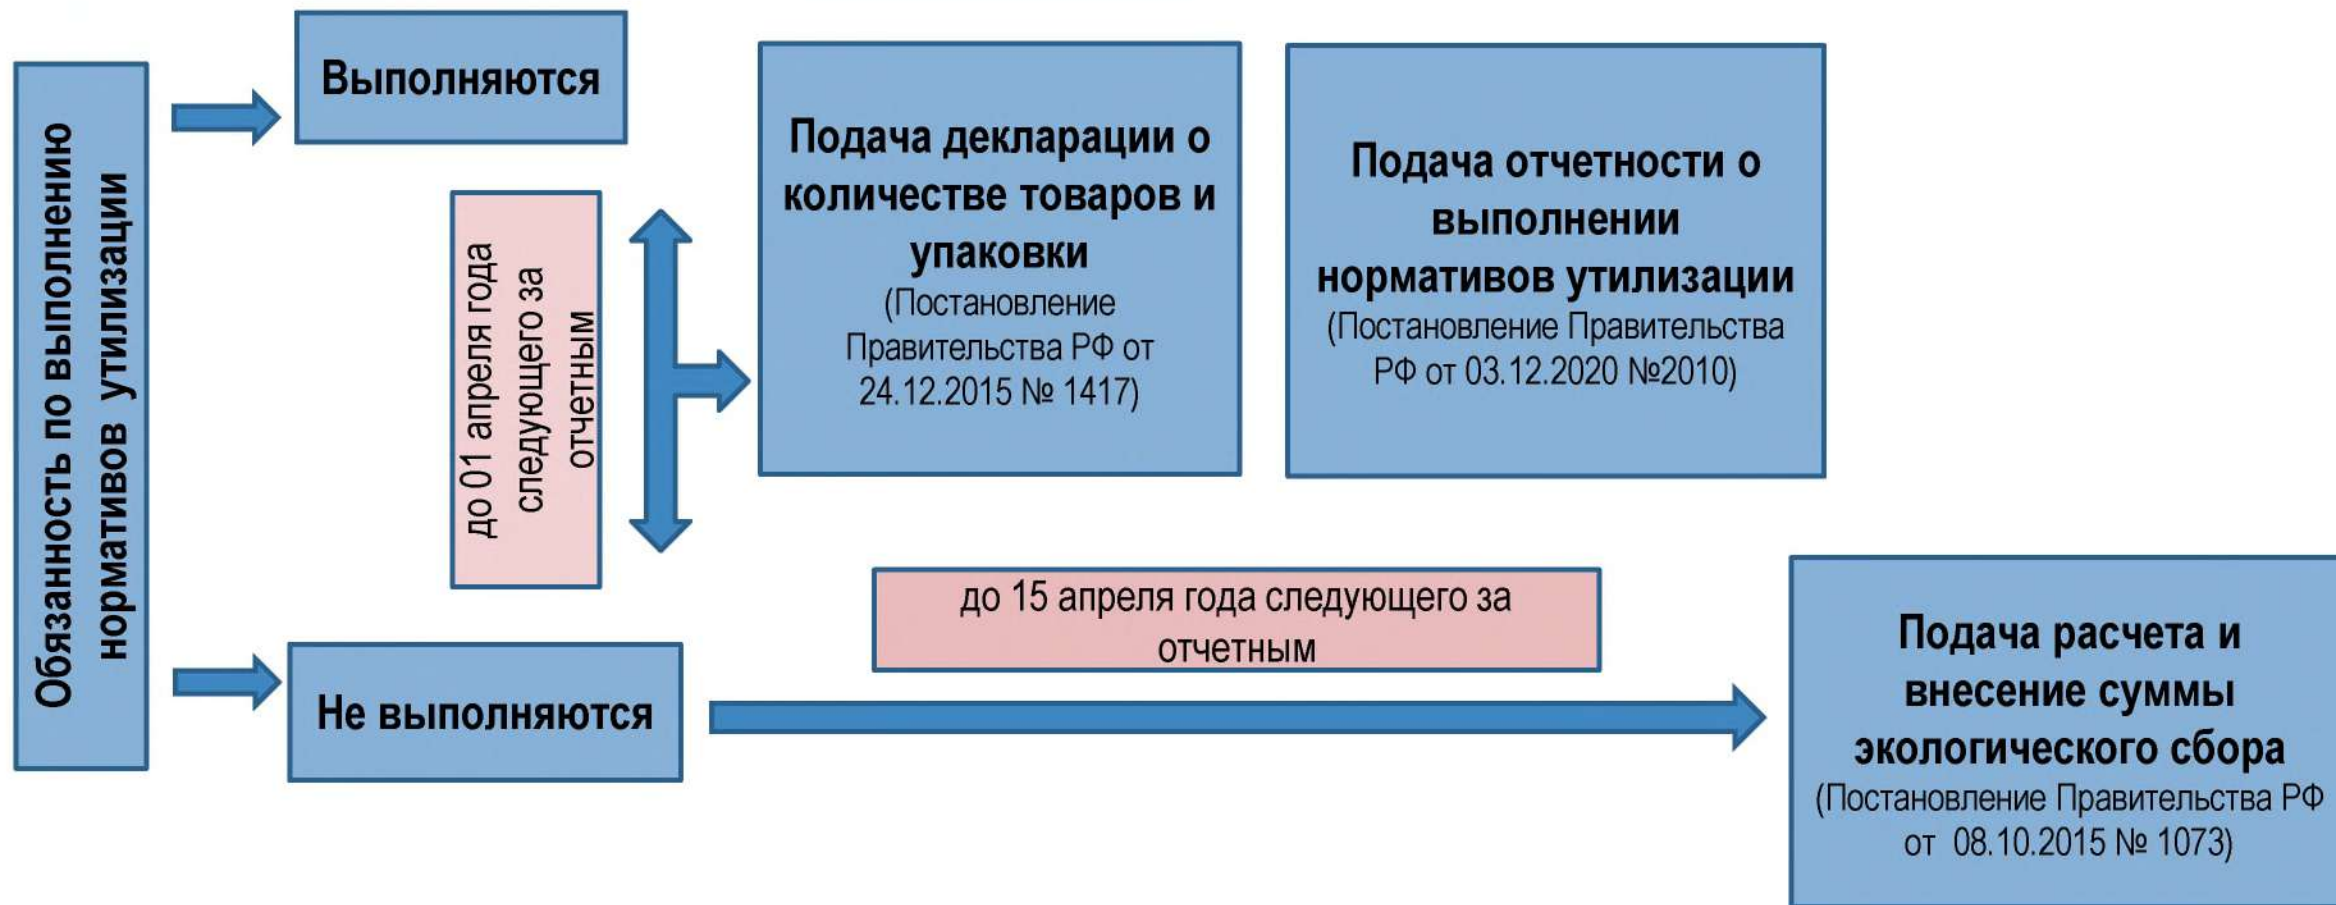 Обязанность по выполнению
нормативов утилизации
Выполняются
до 01 апреля года
следующего за
отчетным
Подача декларации о
количестве товаров и
упаковки
(Постановление
Правительства РФ от
24.12.2015 № 1417)
Подача отчетности о
выполнении
нормативов утилизации
(Постановление Правительства
РФ от 03.12.2020 №2010)
Не выполняются
до 15 апреля года следующего за
отчетным
Подача расчета и
внесение суммы
экологического сбора
(Постановление Правительства РФ
от 08.10.2015 № 1073)